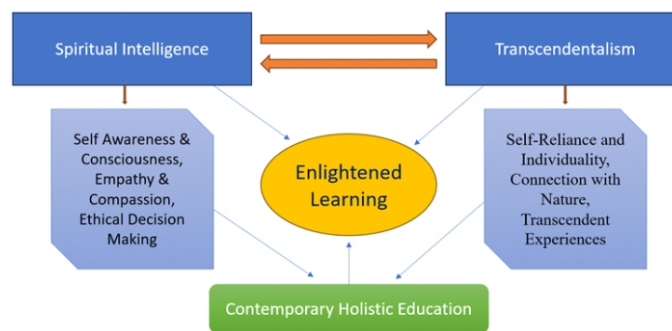 Spiritual Intelligence
Transcendentalism
Self Awareness &
Consciousness,
Empathy &
Compassion,
Ethical Decision
Making
Enlightened
Learning
Self-Reliance and
Individuality,
Connection with
Nature,
Transcendent
Experiences
Contemporary Holistic Education